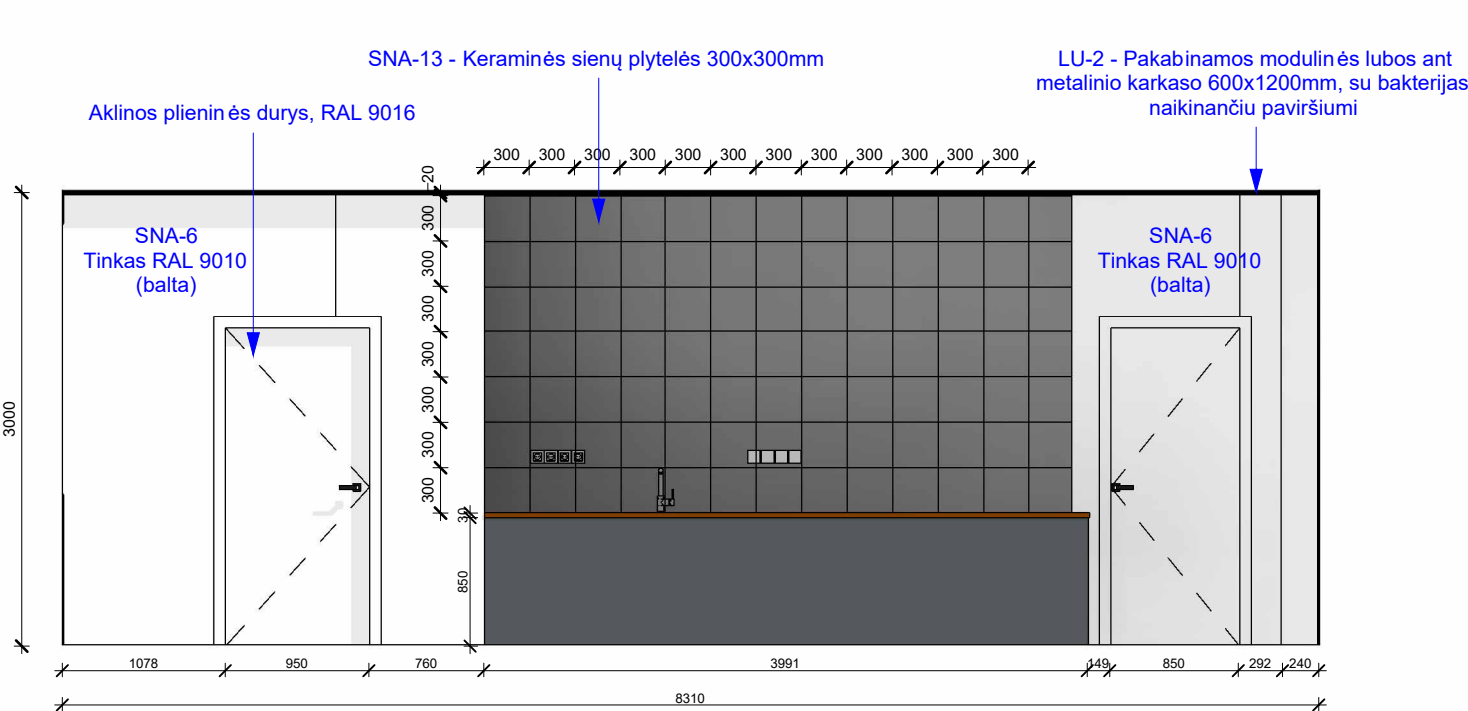 SNA-13 - Keraminės sienų plytelės 300x300mm
LU-2 - Pakabinamos modulinės lubos ant
metalinio karkaso 600x1200mm, su bakterijas
naikinančiu paviršiumi
Aklinos plieninės durys, RAL 9016
300 300 300 300 300 300 300 300 300 300 300 300
20
300
300
300
300
300
300
300
30
850
3000
SNA-6
Tinkas RAL 9010
(balta)
SNA-6
Tinkas RAL 9010
(balta)
1078 950 760 3991 149 850 292 240
8310